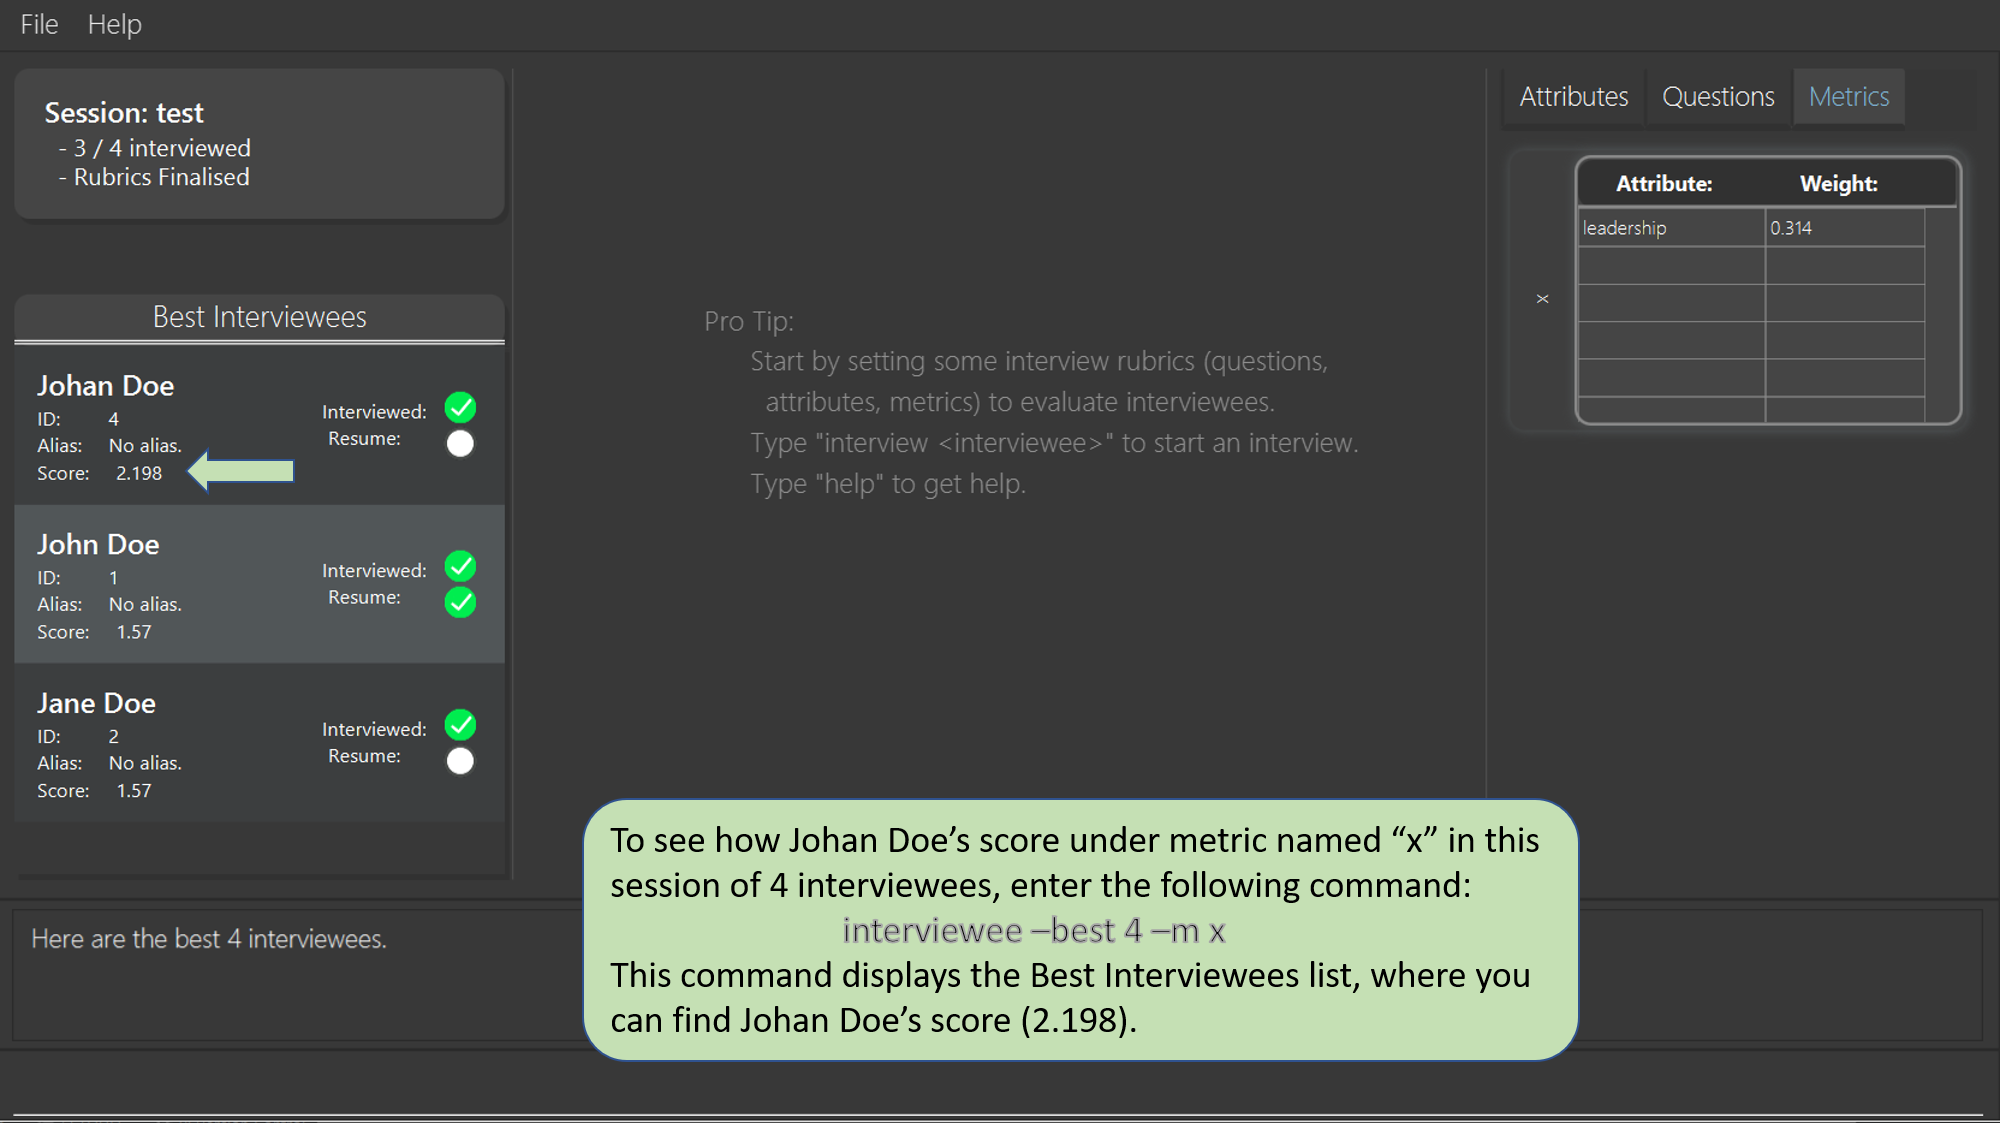 File Help
Session: test
- 3 / 4 interviewed
- Rubrics Finalised
Best Interviewees
Johan Doe
ID: 4
Alias: No alias.
Score: 2.198
Interviewed:
Resume:
John Doe
ID: 1
Alias: No alias.
Score: 1.57
Interviewed:
Resume:
Jane Doe
ID: 2
Alias: No alias.
Score: 1.57
Interviewed:
Resume:
Pro Tip:
Start by setting some interview rubrics (questions,
attributes, metrics) to evaluate interviewees.
Type "interview <interviewee>" to start an interview.
Type "help" to get help.
Attributes Questions Metrics
x
Attribute: Weight:
leadership 0.314
Here are the best 4 interviewees.
To see how Johan Doe’s score under metric named “x” in this
session of 4 interviewees, enter the following command:
interviewee –best 4 –m x
This command displays the Best Interviewees list, where you
can find Johan Doe’s score (2.198).